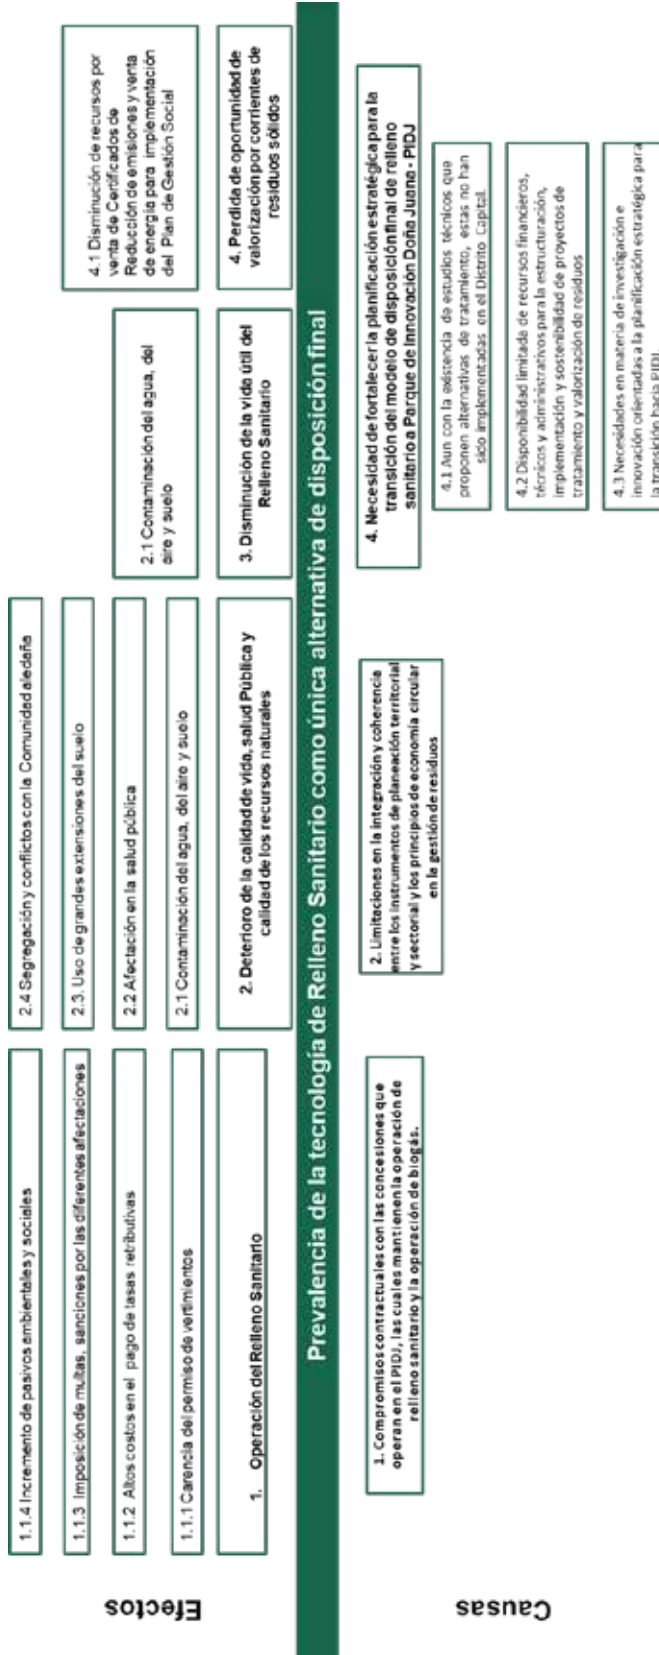 Efectos
1.1.4 Incremento de pasivos ambientales y sociales
1.1.3 Imposición de multas, sanciones por las diferentes afectaciones
1.1.2 Altos costos en el pago de tasas retributivas
1.1.1 Carencia del permiso de vertimientos
1. Operación del Relleno Sanitario
2.4 Segregación y conflictos con la Comunidad aledaña
2.3. Uso de grandes extensiones del suelo
2.2 Afectación en la salud pública
2.1 Contaminación del agua, del aire y suelo
2. Deterioro de la calidad de vida, salud Pública y
calidad de los recursos naturales
2.1 Contaminación del agua, del
aire y suelo
3. Disminución de la vida útil del
Relleno Sanitario
4.1 Disminución de recursos por
venta de Certificados de
Reducción de emisiones y venta
de energía para implementación
del Plan de Gestión Social
4. Perdida de oportunidad de
valorización por corrientes de
residuos sólidos
Prevalencia de la tecnología de Relleno Sanitario como única alternativa de disposición final
Causas
1. Compromisos contractuales con las concesiones que
operan en el PIDJ, las cuales mantienen la operación de
relleno sanitario y la operación de biogás.
2. Limitaciones en la integración y coherencia
entre los instrumentos de planeación territorial
y sectorial y los principios de economía circular
en la gestión de residuos
4. Necesidad de fortalecer la planificación estratégica para la
transición del modelo de disposición final de relleno
sanitario a Parque de Innovación Doña Juana - PIDJ
4.1 Aun con la existencia de estudios técnicos que
proponen alternativas de tratamiento, estas no han
sido implementadas en el Distrito Capital.
4.2 Disponibilidad limitada de recursos financieros,
técnicos y administrativos para la estructuración,
implementación y sostenibilidad de proyectos de
tratamiento y valorización de residuos
4.3 Necesidades en materia de investigación e
innovación orientadas a la planificación estratégica para
la transición hacia PIDJ.